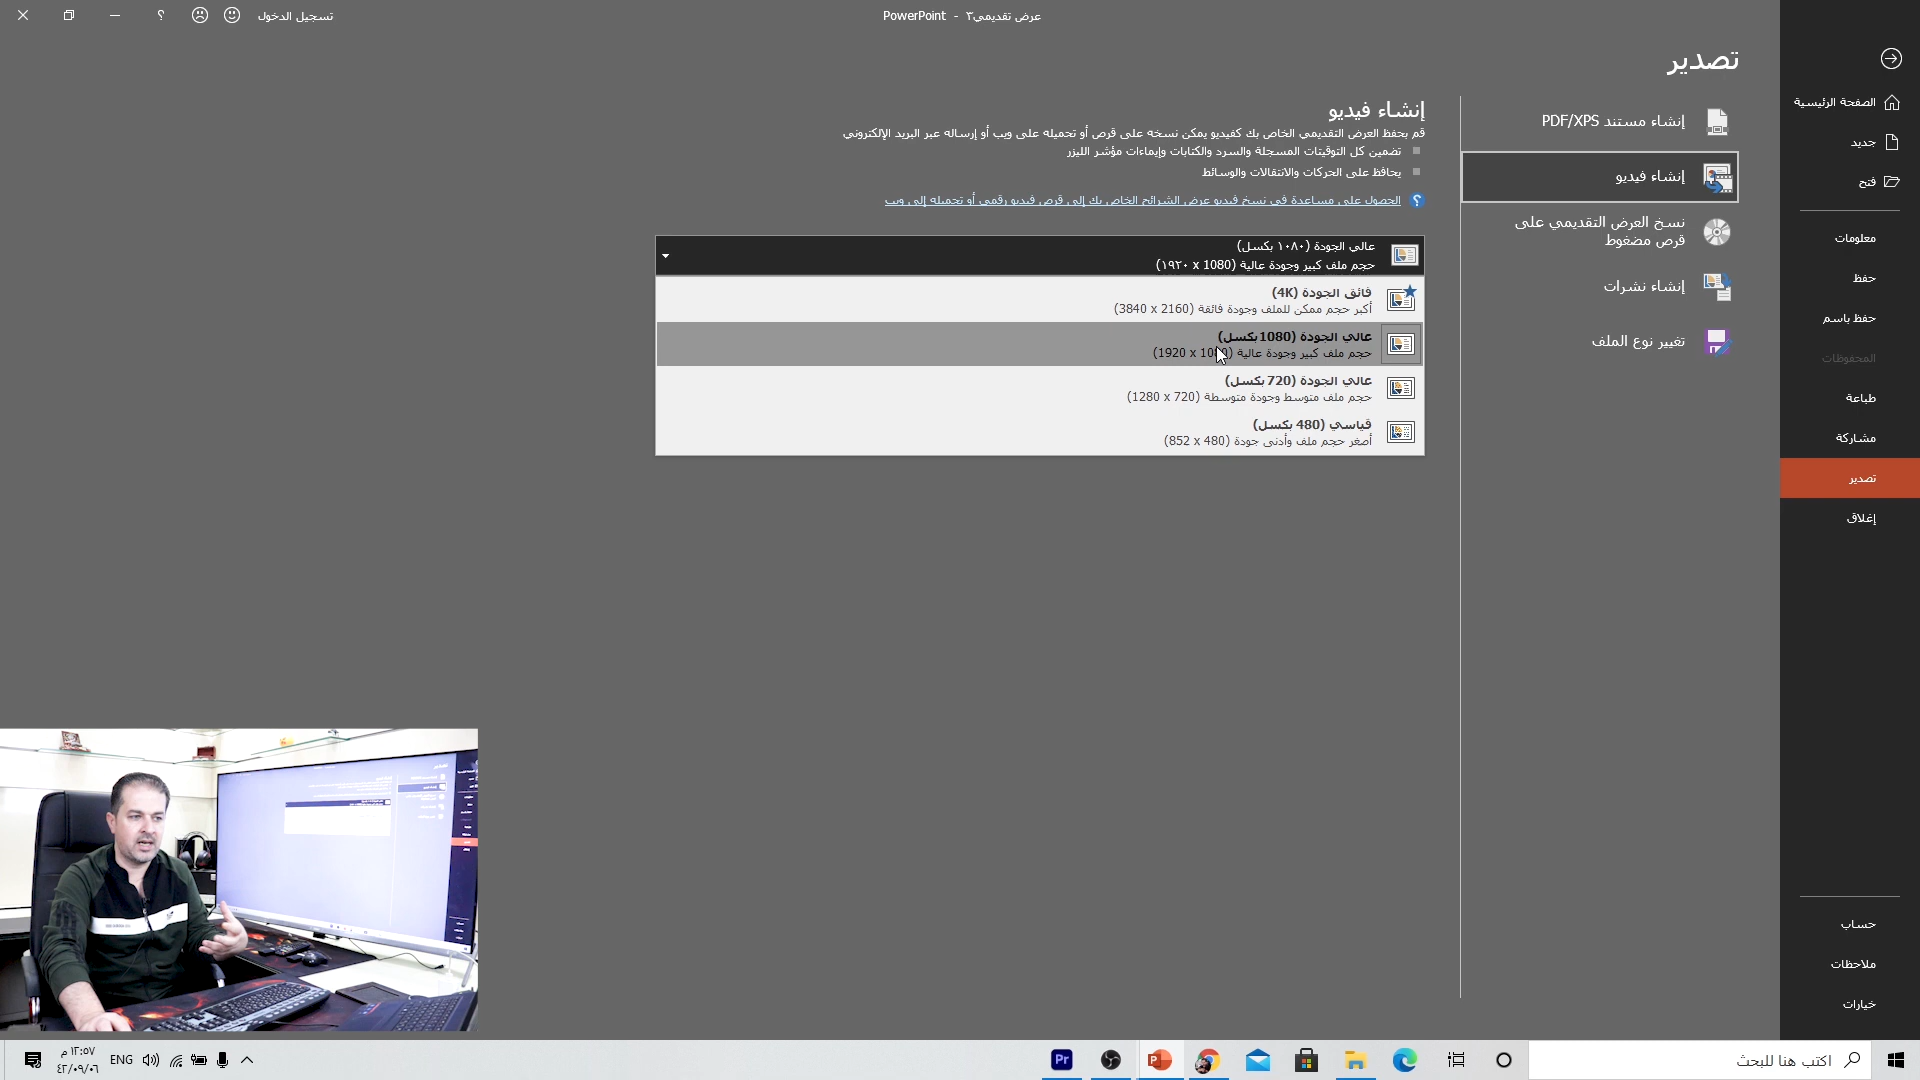 تسجيل الدخول
عرض تقديمي٣ - PowerPoint
تصدير
الصفحة الرئيسية
جديد
فتح
معلومات
حفظ
حفظ باسم
المحفوظات
طباعة
مشاركة
تصدير
إغلاق
حساب
ملاحظات
خيارات
إنشاء مستند PDF/XPS
إنشاء فيديو
نسخ العرض التقديمي على
قرص مضغوط
إنشاء نشرات
تغيير نوع الملف
إنشاء فيديو
قم بحفظ العرض التقديمي الخاص بك كفيديو يمكن نسخه على قرص أو تحميله على ويب أو إرساله عبر البريد الإلكتروني
تضمين كل التوقيتات المسجلة والسرد والكتابات وإيماءات مؤشر الليزر
يحافظ على الحركات والانتقالات والوسائط
الحصول على مساعدة في نسخ فيديو عرض الشرائح الخاص بك إلى قرص فيديو رقمي أو تحميله إلى ويب
عالي الجودة (١٠٨٠ بكسل)
حجم ملف كبير وجودة عالية (1080 x ١٩٢٠)
فائق الجودة (4K)
أكبر حجم ممكن للملف وجودة فائقة (2160 x 3840)
عالي الجودة (1080بكسل)
حجم ملف كبير وجودة عالية
عالي الجودة (720 بكسل)
حجم ملف متوسط وجودة متوسطة (720 x 1280)
قياسي (480 بكسل)
أصغر حجم ملف وأدنى جودة (480 x 852)
اكتب هنا للبحث
Pr
ENG
١٢:٥٧ م
٤٢/٠٩/٠٦